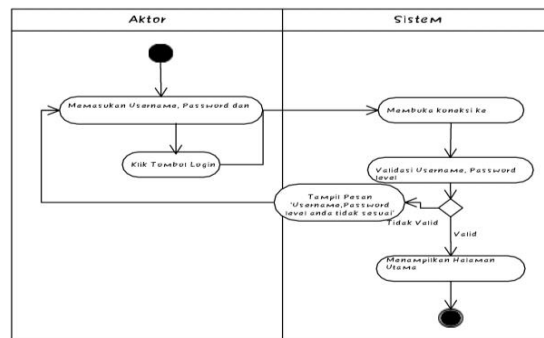 Aktor
Sistem
Memasukan Username, Password dan
Membuka koneksi ke
Klik Tombol Login
Validasi Username, Password
level
Tampil Pesan
"Username,Password
level anda tidak sesuai"
Tidak Valid
Valid
Menampilkan Halaman
Utama